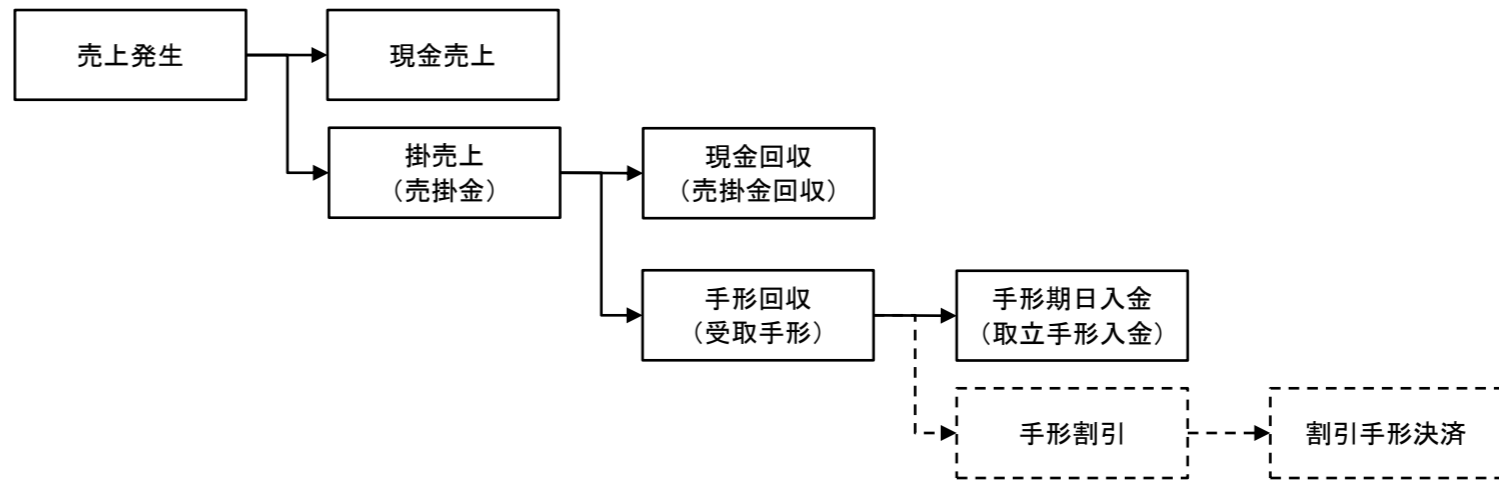 売上発生
現金売上
掛売上
（売掛金）
現金回収
（売掛金回収）
手形回収
（受取手形）
手形期日入金
（取立手形入金）
手形割引
割引手形決済